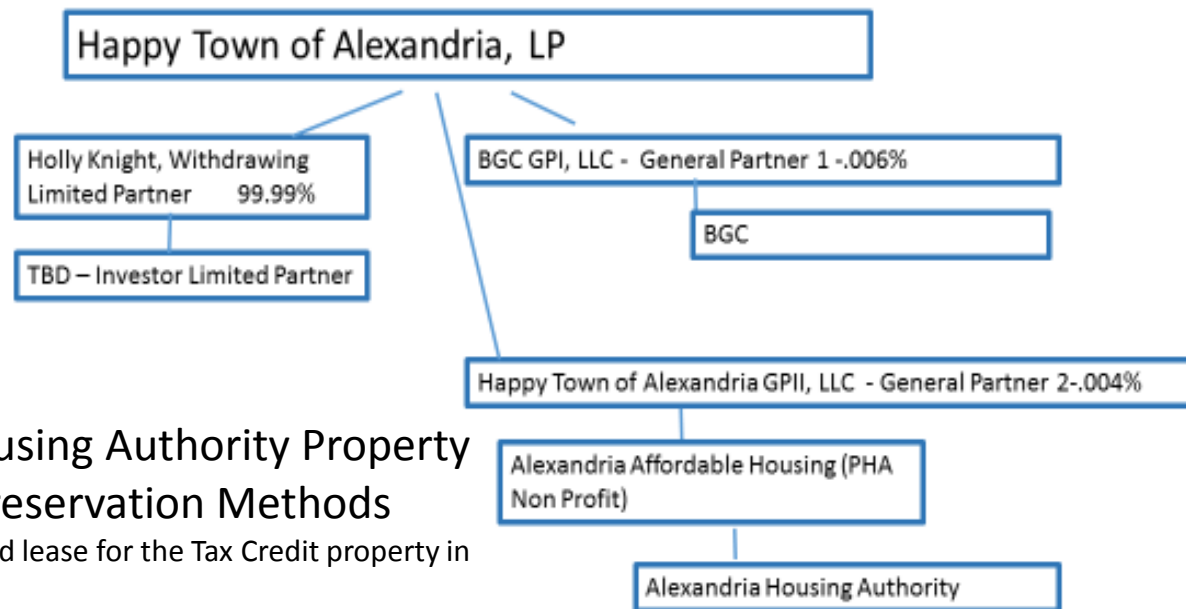 Happy Town of Alexandria, LP
Holly Knight, Withdrawing
Limited Partner 99.99%
BGC GPI, LLC - General Partner 1 -.006%
BGC
TBD – Investor Limited Partner
Happy Town of Alexandria GPII, LLC - General Partner 2-.004%
using Authority Property
reservation Methods
d lease for the Tax Credit property in
Alexandria Affordable Housing (PHA
Non Profit)
Alexandria Housing Authority